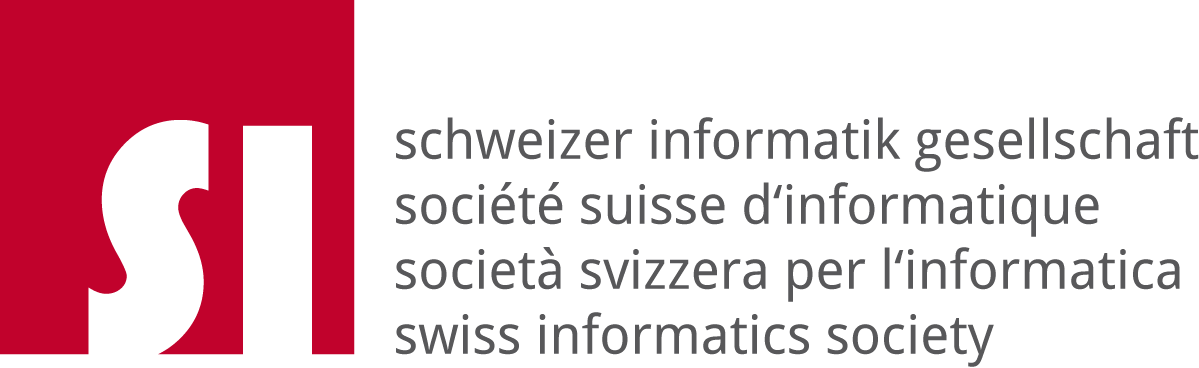 SI
schweizer informatik gesellschaft
société suisse d‘informatique
società svizzera per l‘informatica
swiss informatics society